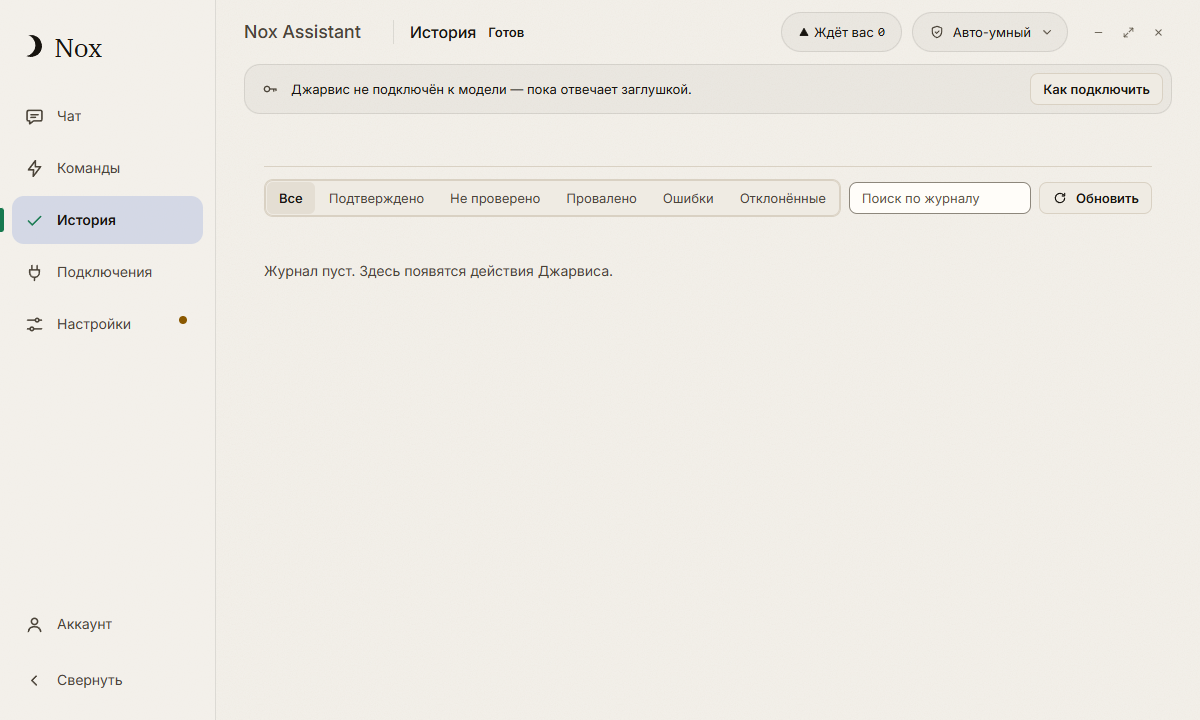 Nox
Чат
Команды
История
Подключения
Настройки
Аккаунт
Свернуть
Nox Assistant
История Готов
Ждёт вас 0
Авто-умный
Джарвис не подключён к модели — пока отвечает заглушкой.
Как подключить
Все Подтверждено Не проверено Провалено Ошибки Отклонённые
Поиск по журналу
Обновить
Журнал пуст. Здесь появятся действия Джарвиса.